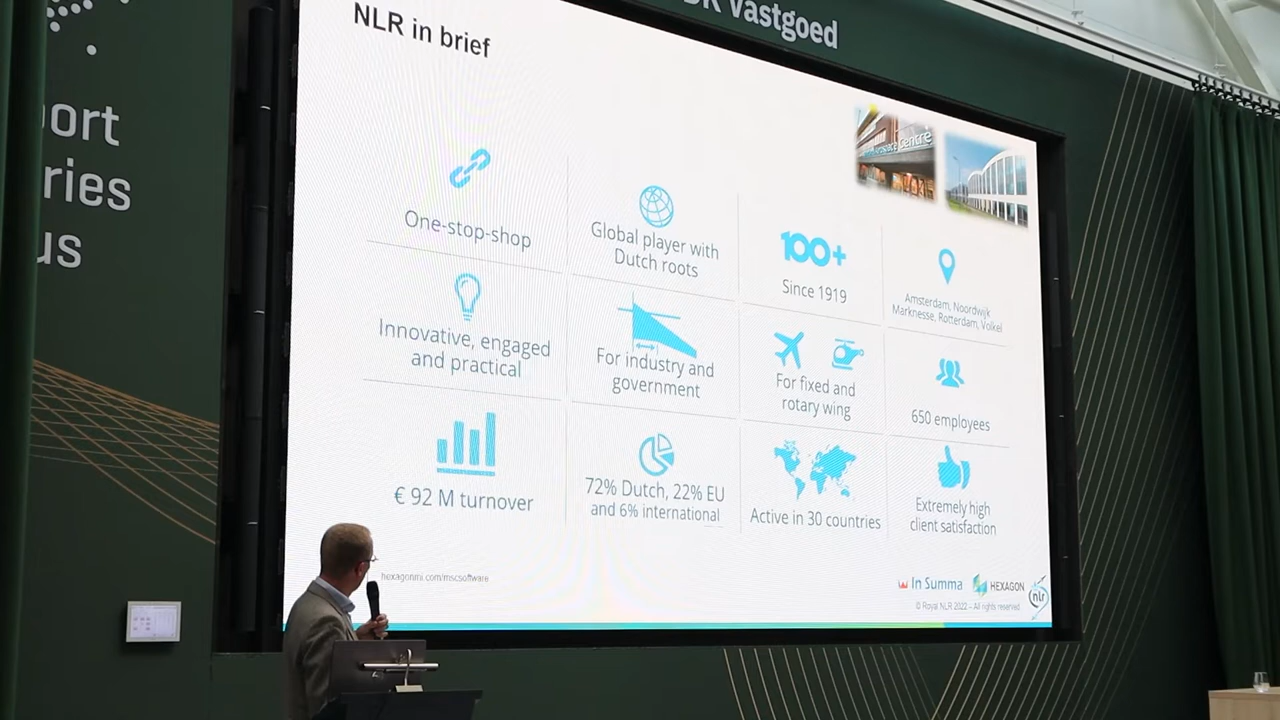 Vastgoed
ort
ries
us
NLR in brief
centre
One-stop-shop
Global player with
Dutch roots
100+
Since 1919
Amsterdam, Noordwijk
Marknesse, Rotterdam, Volkel
Innovative, engaged
and practical
For industry and
government
For fixed and
rotary wing
650 employees
€ 92 M turnover
72% Dutch, 22% EU
and 6% international
Active in 30 countries
Extremely high
client satisfaction
hexagonmi.com/mscsoftware
In Summa
HEXAGON
nlr
© Royal NLR 2022 – All rights reserved